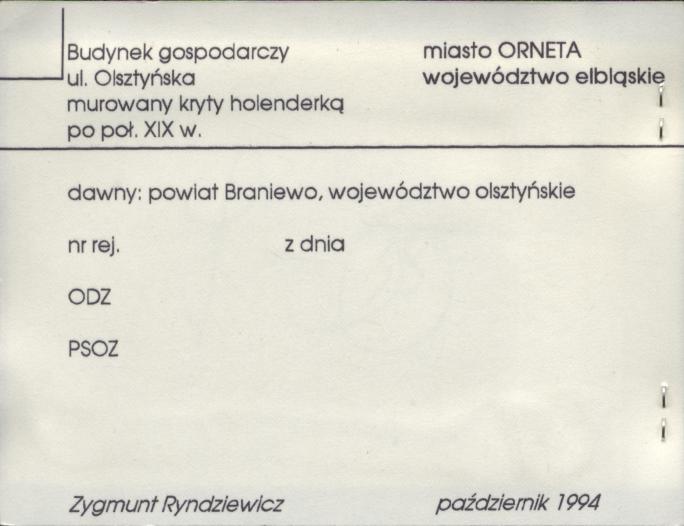 Budynek gospodarczy
ul. Olsztyńska
murowany kryty holenderką
po poł. XIX w.
miasto ORNETA
województwo elbląskie
dawny: powiat Braniewo, województwo olsztyńskie
nr rej. z dnia
ODZ
PSOZ
Zygmunt Ryndziewicz październik 1994